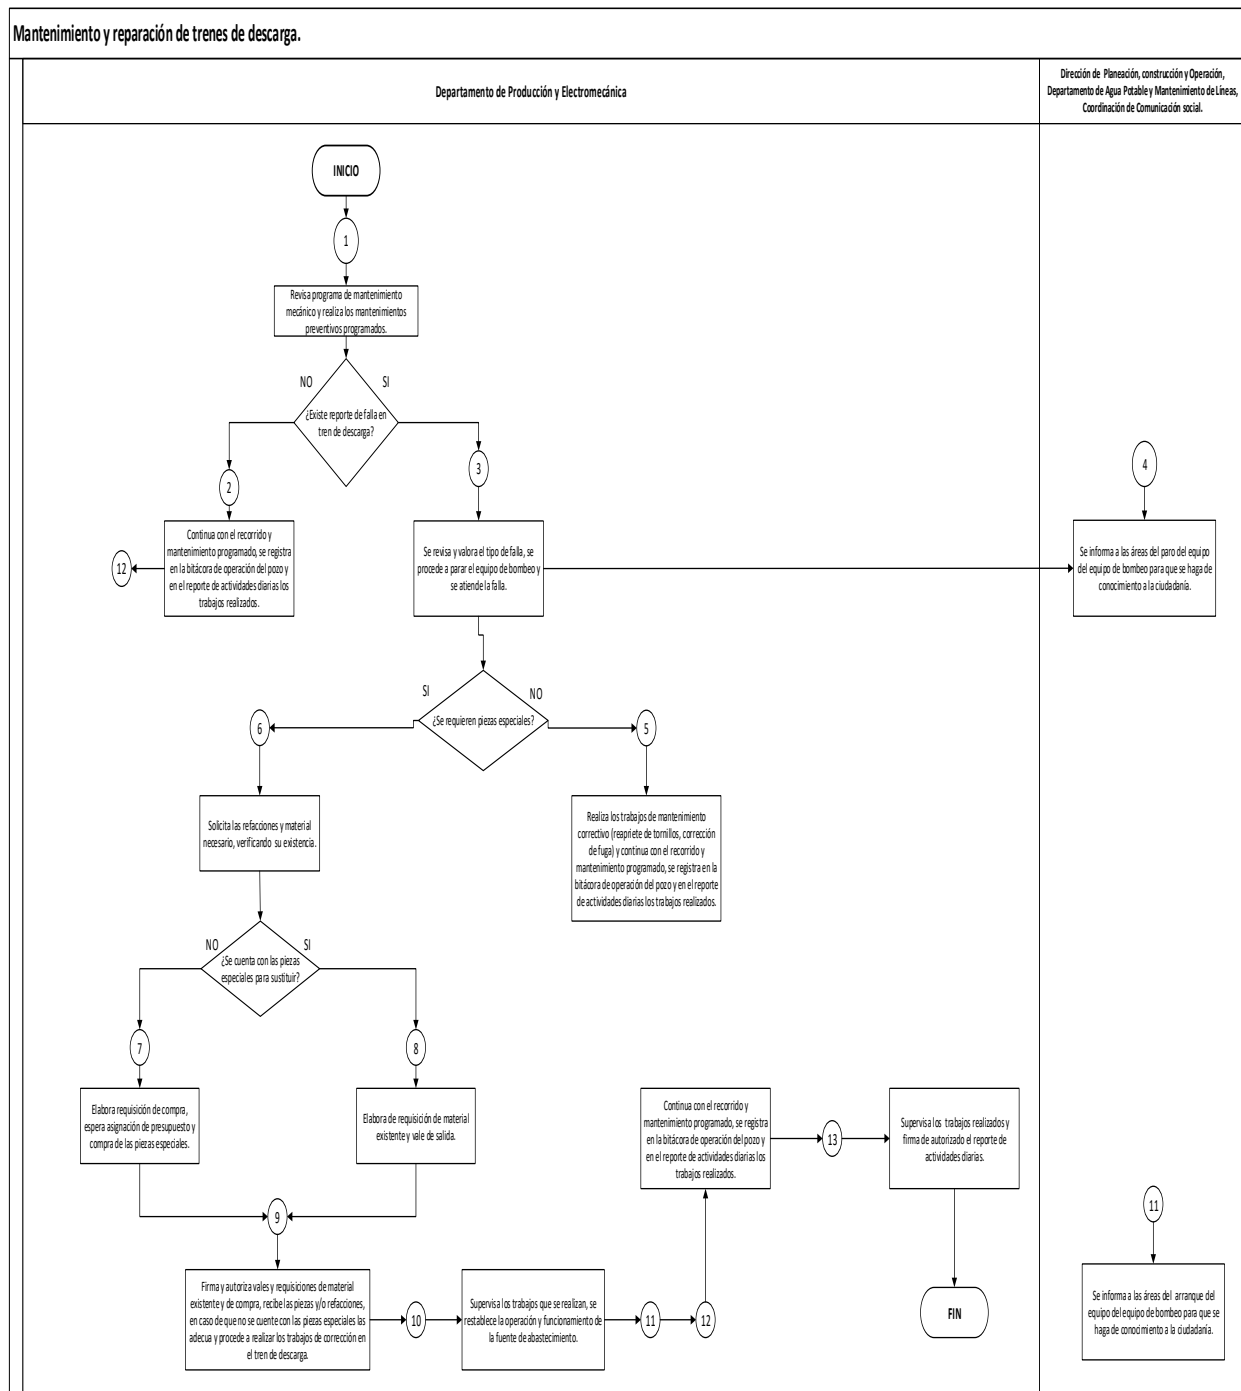 Mantenimiento y reparación de trenes de descarga.
Departamento de Producción y Electromecánica
Dirección de Planeación, construcción y Operación,
Departamento de Agua Potable y Mantenimiento de Líneas,
Coordinación de Comunicación social.
INICIO
1
Revisa programa de mantenimiento
mecánico y realiza los mantenimientos
preventivos programados.
NO
SI
¿Existe reporte de falla en
tren de descarga?
2
3
4
Continua con el recorrido y
mantenimiento programado, se registra
en la bitácora de operación del pozo y
en el reporte de actividades diarias los
trabajos realizados.
12
Se revisa y valora el tipo de falla, se
procede a parar el equipo de bombeo y
se atiende la falla.
Se informa a las áreas del paro del equipo
del equipo de bombeo para que se haga de
conocimiento a la ciudadanía.
SI
NO
¿Se requieren piezas especiales?
6
5
Solicita las refacciones y material
necesario, verificando su existencia.
Realiza los trabajos de mantenimiento
correctivo (reapriete de tornillos, corrección
de fuga) y continua con el recorrido y
mantenimiento programado, se registra en la
bitácora de operación del pozo y en el reporte
de actividades diarias los trabajos realizados.
NO
SI
¿Se cuenta con las piezas
especiales para sustituir?
7
8
Elabora requisición de compra,
espera asignación de presupuesto y
compra de las piezas especiales.
Elabora de requisición de material
existente y vale de salida.
Continua con el recorrido y
mantenimiento programado, se registra
en la bitácora de operación del pozo y
en el reporte de actividades diarias los
trabajos realizados.
13
Supervisa los trabajos realizados y
firma de autorizado el reporte de
actividades diarias.
9
11
Firma y autoriza vales y requisiciones de material
existente y de compra, recibe las piezas y/o refacciones,
en caso de que no se cuente con las piezas especiales las
adecua y procede a realizar los trabajos de corrección en
el tren de descarga.
10
Supervisa los trabajos que se realizan, se
restablece la operación y funcionamiento de
la fuente de abastecimiento.
11
12
FIN
Se informa a las áreas del arranque del
equipo del equipo de bombeo para que se
haga de conocimiento a la ciudadanía.